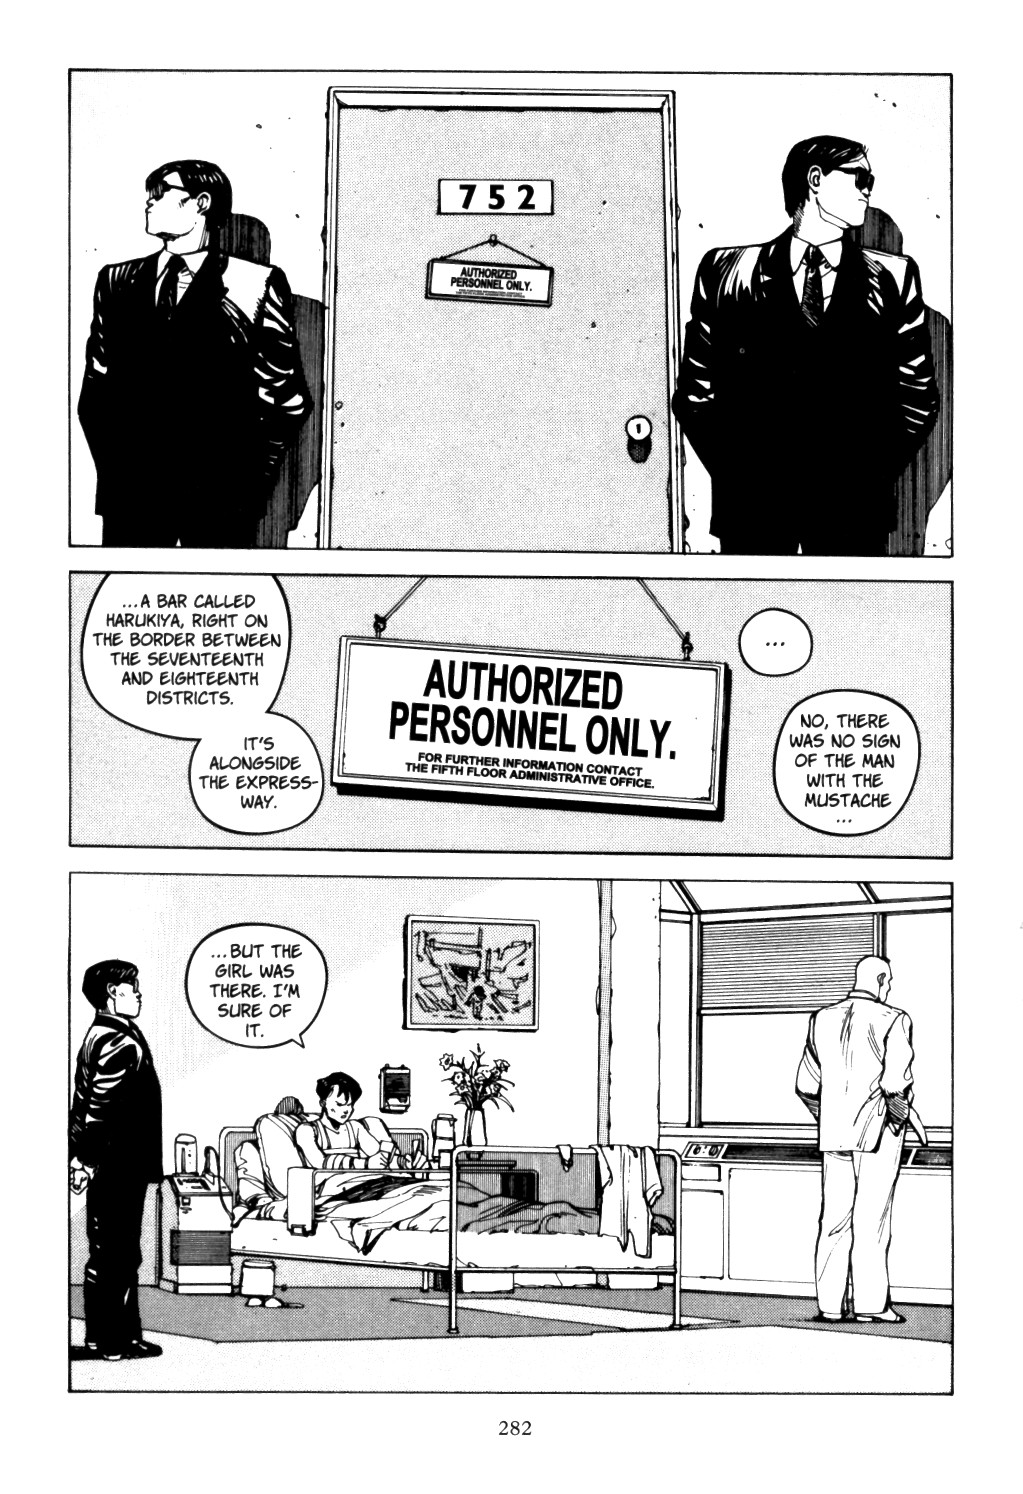 752
AUTHORIZED
PERSONNEL ONLY.
1
...A BAR CALLED
HARUKIYA, RIGHT ON
THE BORDER BETWEEN
THE SEVENTEENTH
AND EIGHTEENTH
DISTRICTS.
IT'S
ALONGSIDE
THE EXPRESS-
WAY.
AUTHORIZED
PERSONNEL ONLY.
FOR FURTHER INFORMATION CONTACT
THE FIFTH FLOOR ADMINISTRATIVE OFFICE.
...
NO, THERE
WAS NO SIGN
OF THE MAN
WITH THE
MUSTACHE
...
...BUT THE
GIRL WAS
THERE. I'M
SURE OF
IT.
282